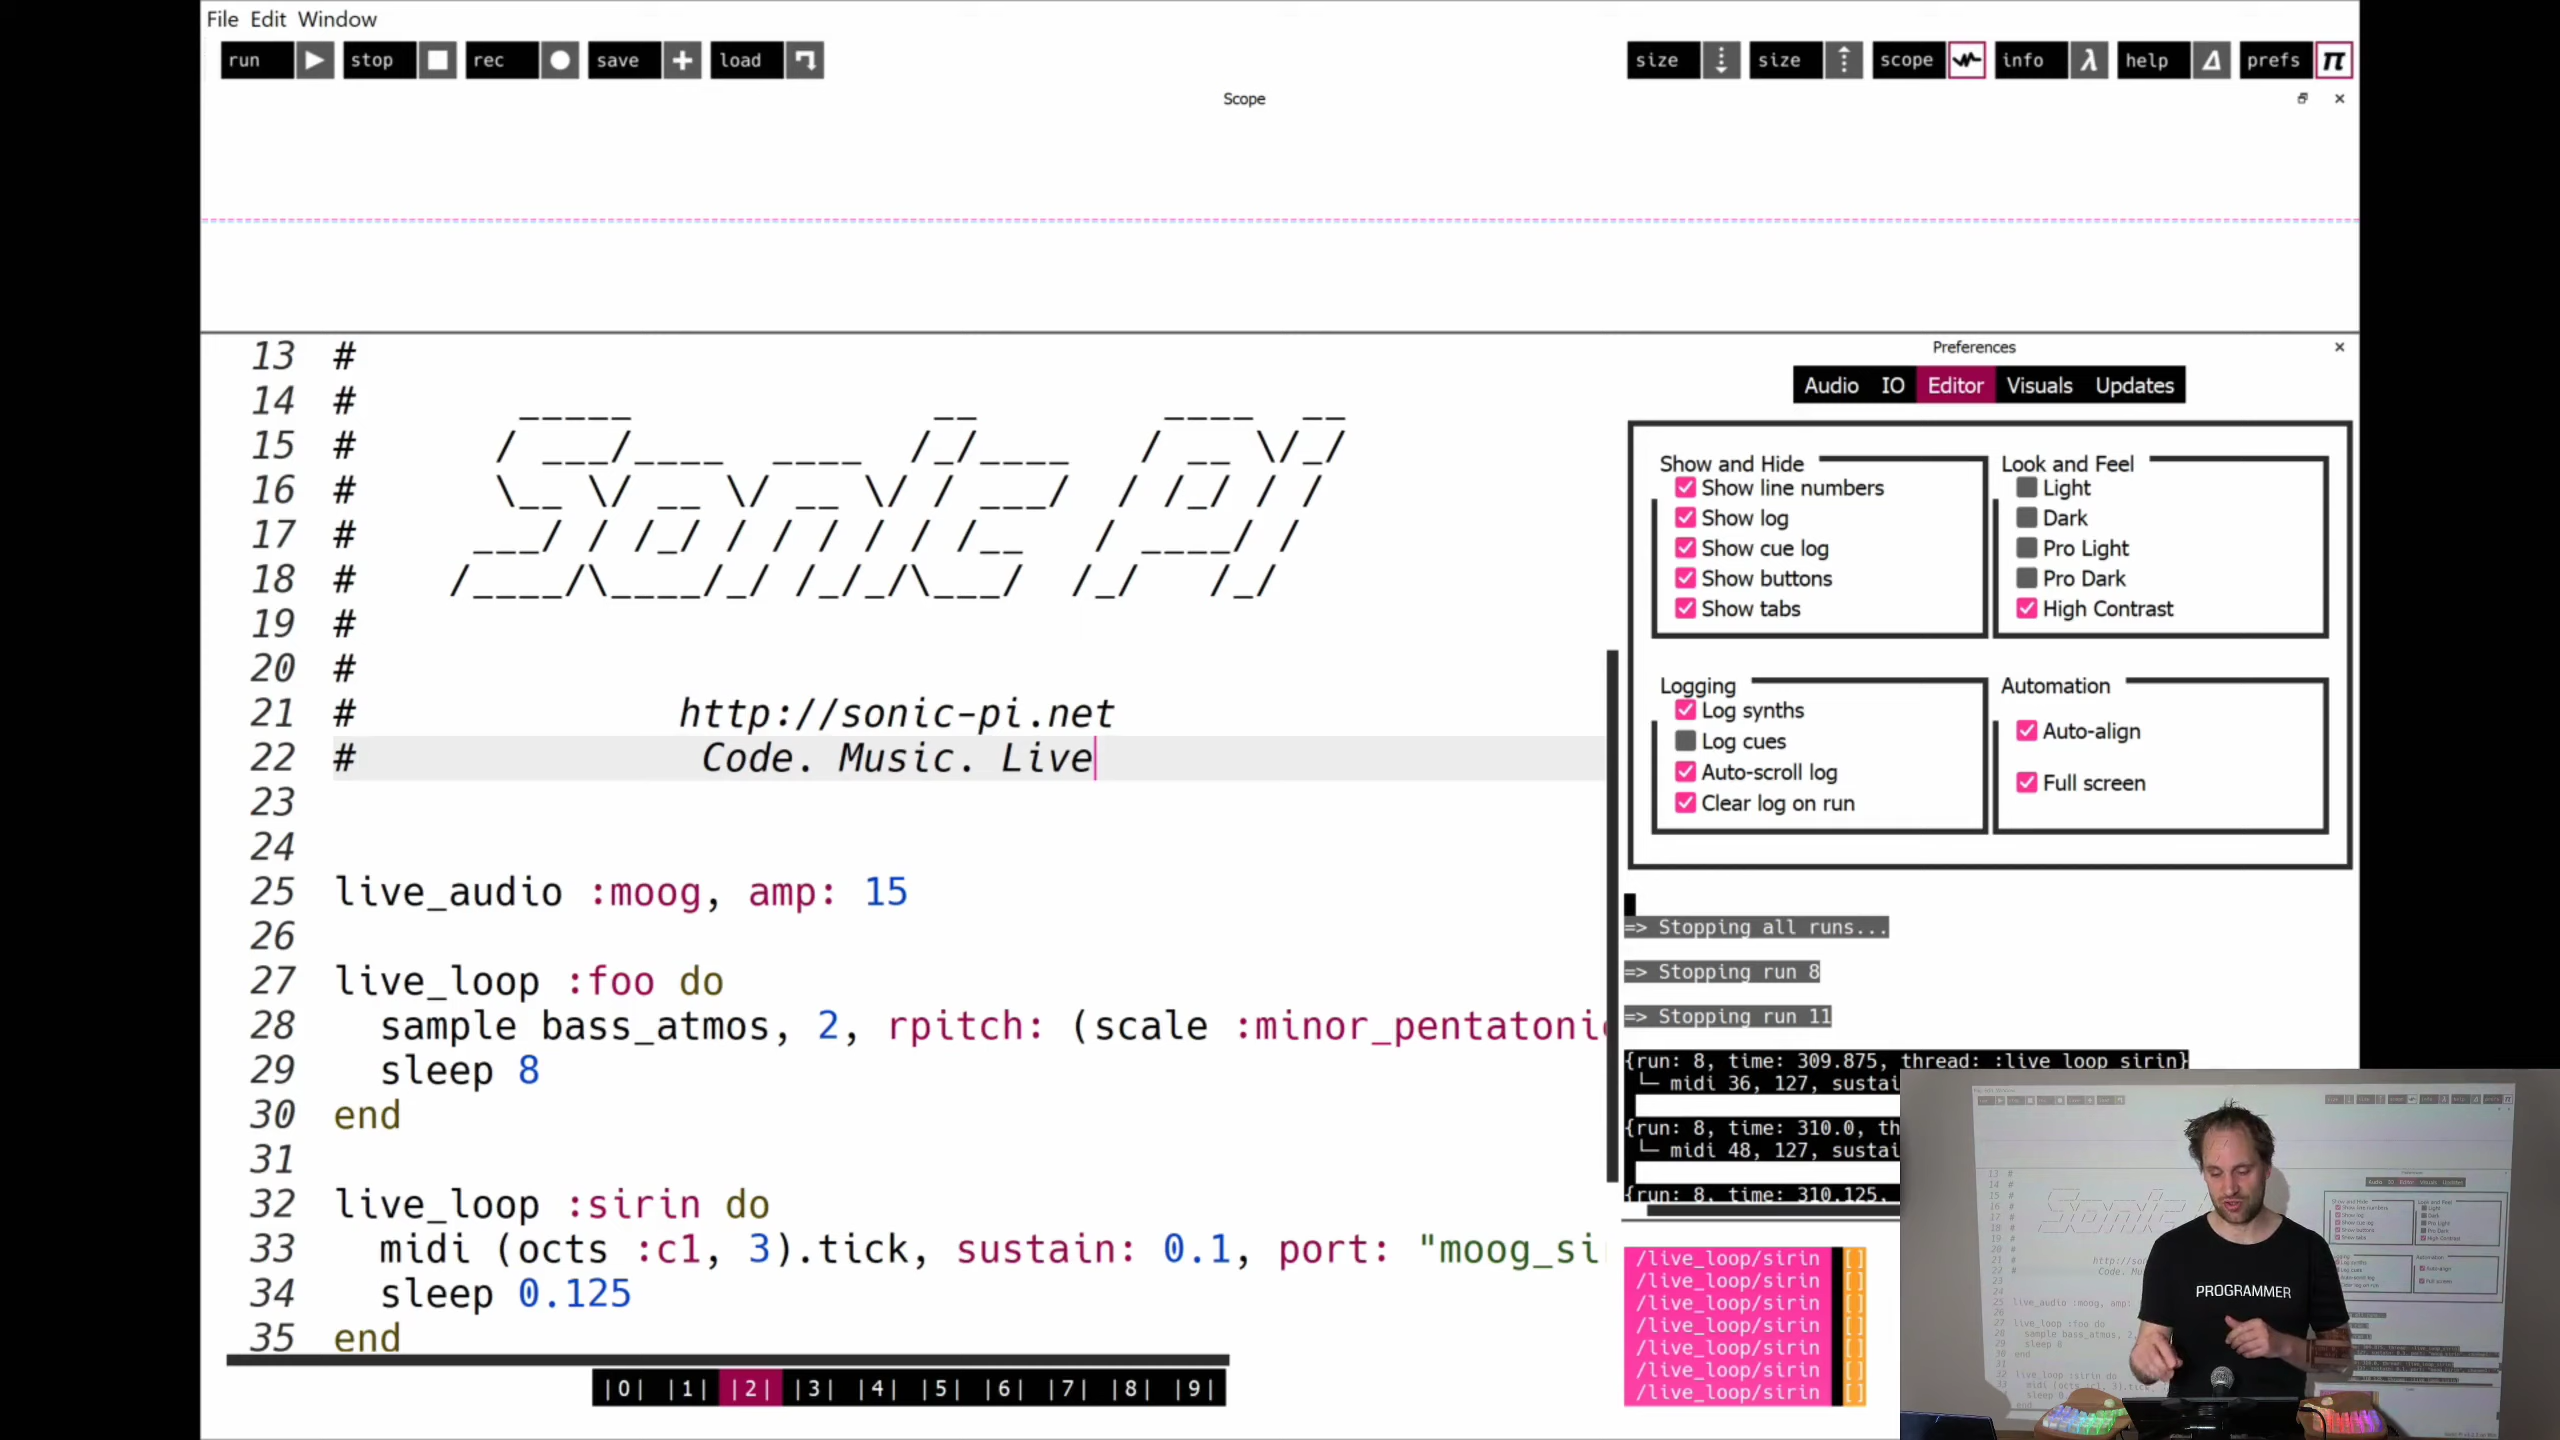 File Edit Window
run stop rec save load size size scope info help prefs
Scope
Preferences
Audio IO Editor Visuals Updates
Show and Hide
Show line numbers
Show log
Show cue log
Show buttons
Show tabs
Look and Feel
Light
Dark
Pro Light
Pro Dark
High Contrast
Logging
Log synths
Log cues
Auto-scroll log
Clear log on run
Automation
Auto-align
Full screen
13 #
14 #
15 #
16 #
17 #
18 #
Sonic Pi
19 #
20 #
21 # http://sonic-pi.net
22 # Code. Music. Live
23
24
25 live_audio :moog, amp: 15
26
27 live_loop :foo do
28 sample bass_atmos, 2, rpitch: (scale :minor_pentatonic
29 sleep 8
30 end
31
32 live_loop :sirin do
33 midi (octs :c1, 3).tick, sustain: 0.1, port: "moog_si
34 sleep 0.125
35 end
|0| |1| |2| |3| |4| |5| |6| |7| |8| |9|
=> Stopping all runs...
=> Stopping run 8
=> Stopping run 11
{run: 8, time: 309.875, thread: :live_loop_sirin}
└─ midi 36, 127, sustai
{run: 8, time: 310.0, th
└─ midi 48, 127, sustai
{run: 8, time: 310.125,
/live_loop/sirin []
/live_loop/sirin []
/live_loop/sirin []
/live_loop/sirin []
/live_loop/sirin []
/live_loop/sirin []
/live_loop/sirin []
PROGRAMMER